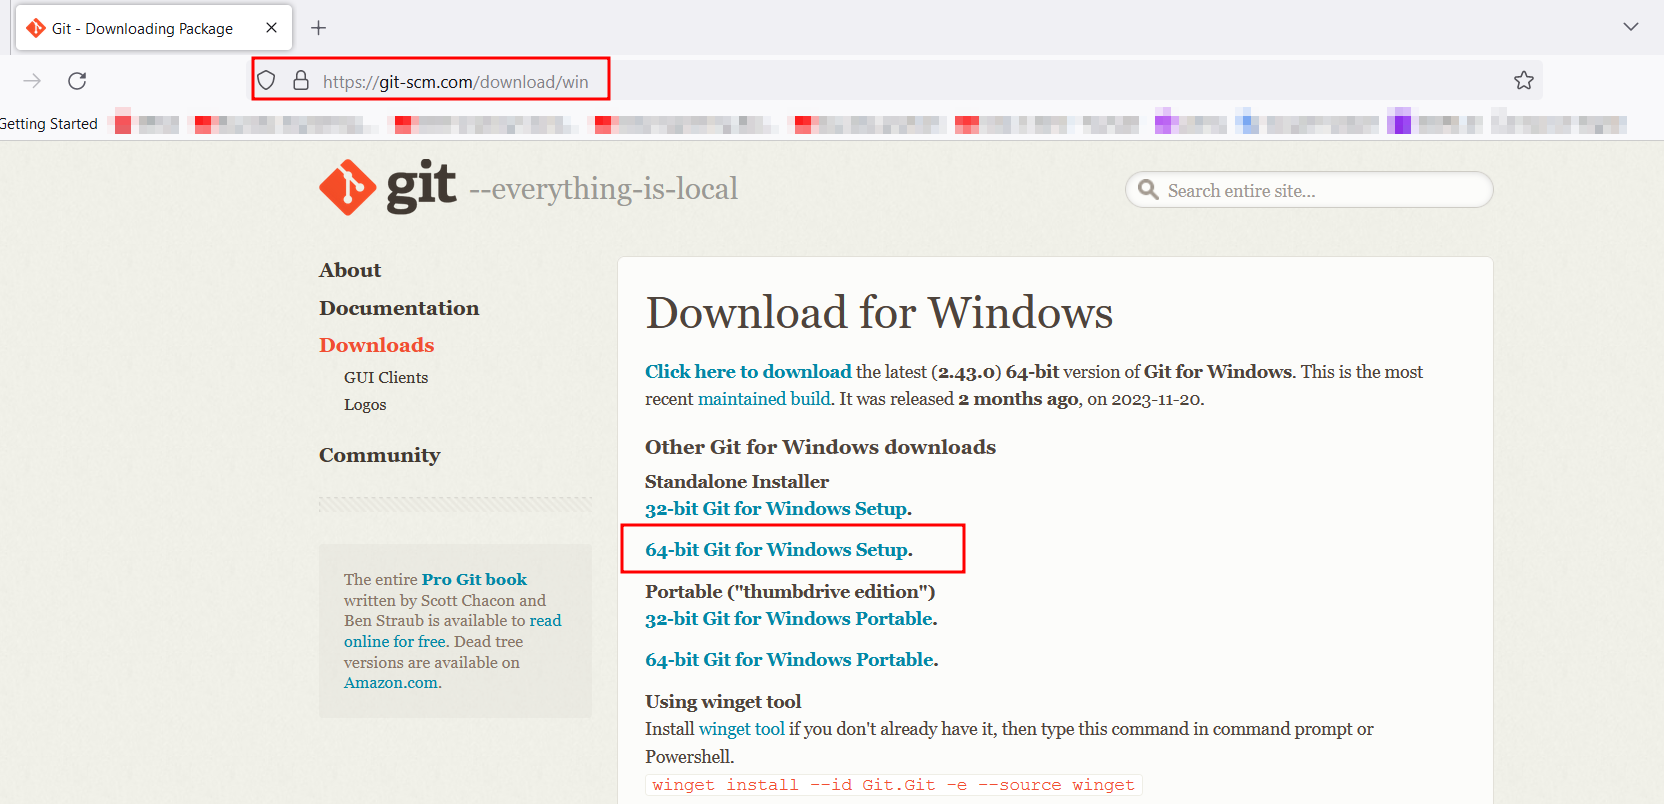 Git - Downloading Package
https://git-scm.com/download/win
Getting Started
git --everything-is-local
Search entire site...
About
Documentation
Downloads
GUI Clients
Logos
Community
The entire Pro Git book
written by Scott Chacon and
Ben Straub is available to read
online for free. Dead tree
versions are available on
Amazon.com.
Download for Windows
Click here to download the latest (2.43.0) 64-bit version of Git for Windows. This is the most
recent maintained build. It was released 2 months ago, on 2023-11-20.
Other Git for Windows downloads
Standalone Installer
32-bit Git for Windows Setup.
64-bit Git for Windows Setup.
Portable ("thumbdrive edition")
32-bit Git for Windows Portable.
64-bit Git for Windows Portable.
Using winget tool
Install winget tool if you don't already have it, then type this command in command prompt or
Powershell.
winget install --id Git.Git -e --source winget